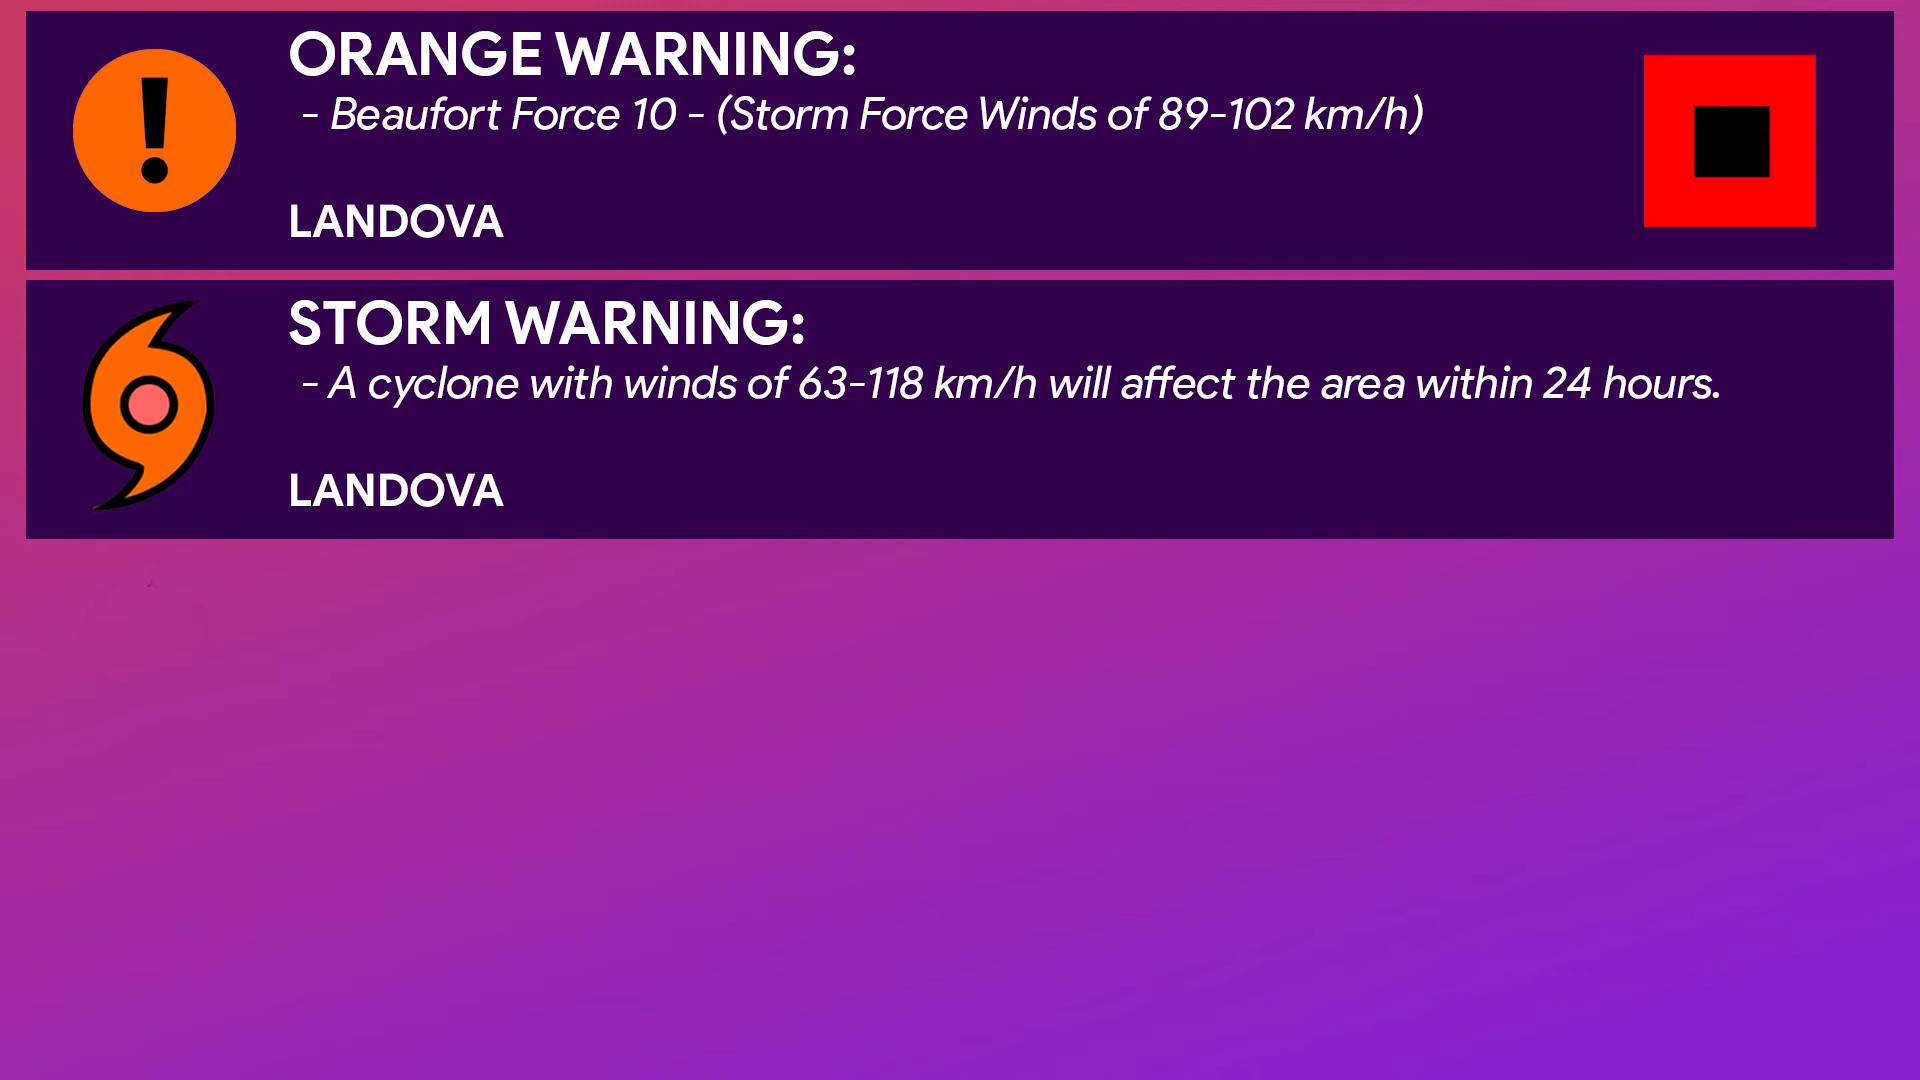 ORANGE WARNING:
- Beaufort Force 10 - (Storm Force Winds of 89-102 km/h)
LANDOVA
STORM WARNING:
- A cyclone with winds of 63-118 km/h will affect the area within 24 hours.
LANDOVA